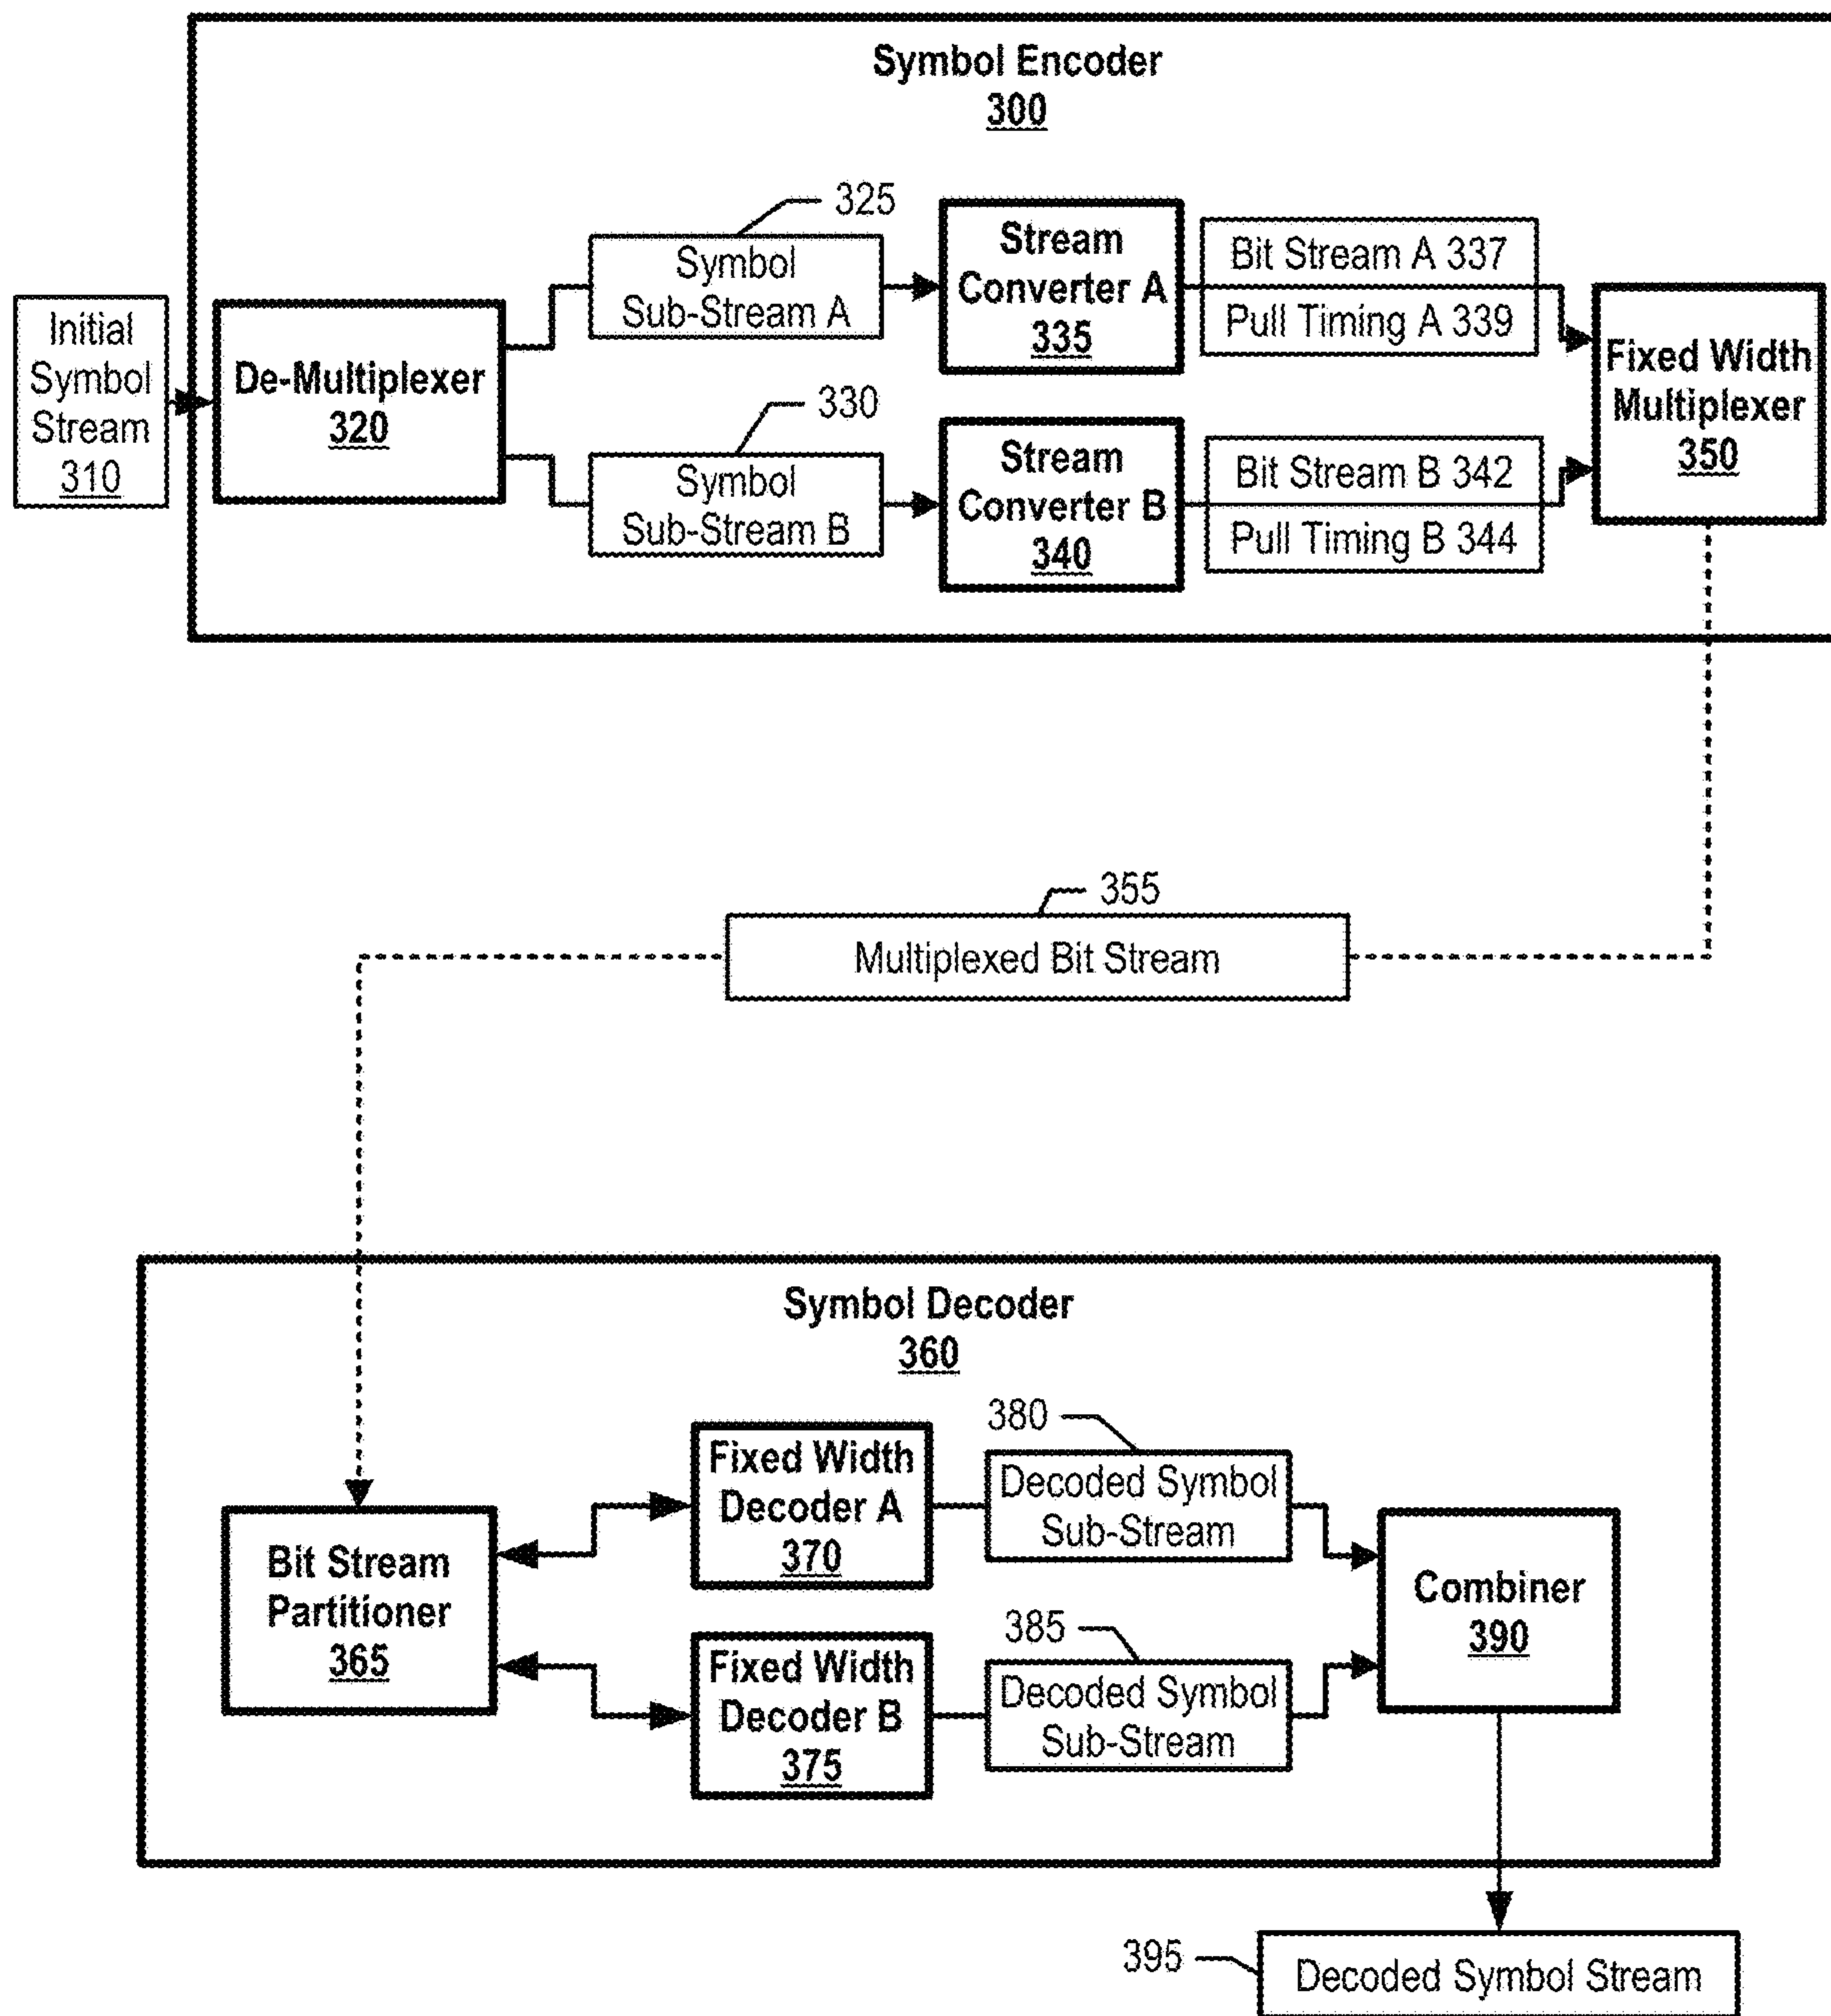 Symbol Encoder
300
325
Symbol
Sub-Stream A
Stream
Converter A
335
Bit Stream A 337
Pull Timing A 339
Initial
Symbol
Stream
310
De-Multiplexer
320
Fixed Width
Multiplexer
350
330
Symbol
Sub-Stream B
Stream
Converter B
340
Bit Stream B 342
Pull Timing B 344
355
Multiplexed Bit Stream
Symbol Decoder
360
380
Fixed Width
Decoder A
370
Decoded Symbol
Sub-Stream
Bit Stream
Partitioner
365
Combiner
390
385
Fixed Width
Decoder B
375
Decoded Symbol
Sub-Stream
395
Decoded Symbol Stream